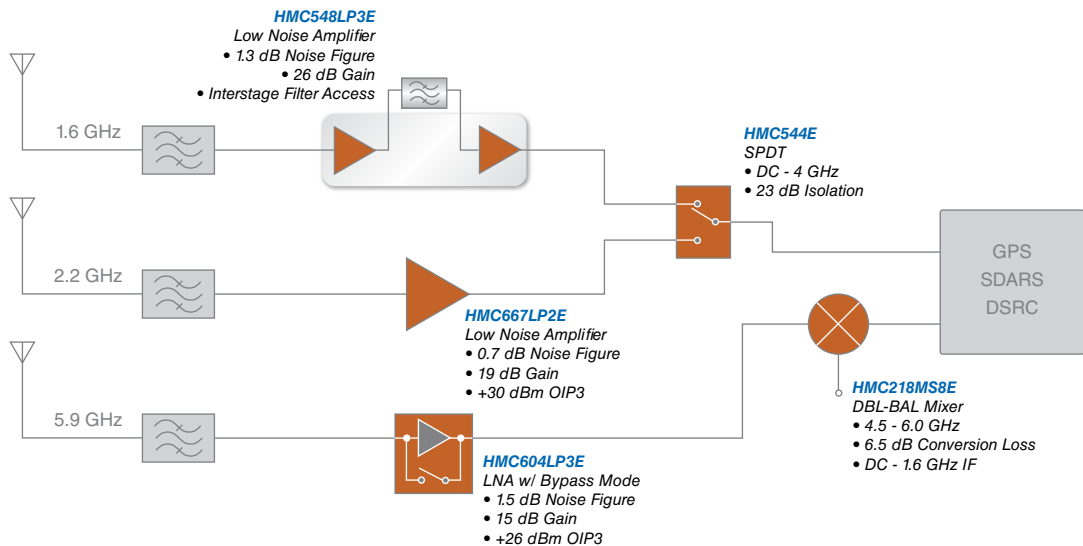 HMC548LP3E
Low Noise Amplifier
• 1.3 dB Noise Figure
• 26 dB Gain
• Interstage Filter Access
1.6 GHz
HMC544E
SPDT
• DC - 4 GHz
• 23 dB Isolation
2.2 GHz
HMC667LP2E
Low Noise Amplifier
• 0.7 dB Noise Figure
• 19 dB Gain
• +30 dBm OIP3
GPS
SDARS
DSRC
5.9 GHz
HMC604LP3E
LNA w/ Bypass Mode
• 1.5 dB Noise Figure
• 15 dB Gain
• +26 dBm OIP3
HMC218MS8E
DBL-BAL Mixer
• 4.5 - 6.0 GHz
• 6.5 dB Conversion Loss
• DC - 1.6 GHz IF